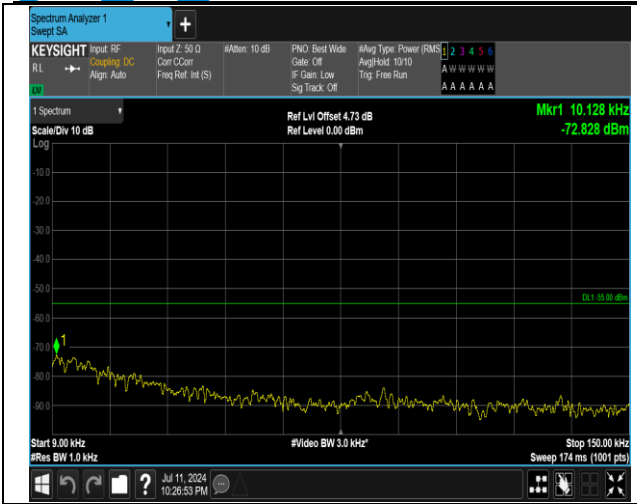 Spectrum Analyzer 1
Swept SA
KEYSIGHT
RL
LNI
Input: RF
Coupling: DC
Align: Auto
Input Z: 50 Ω
Corr CCorr
Freq Ref: Int (S)
#Atten: 10 dB
PNO: Best Wide
Gate: Off
IF Gain: Low
Sig Track: Off
#Avg Type: Power (RMS
Avg|Hold: 10/10
Trig: Free Run
1 2 3 4 5 6
A W W W W W
A A A A A A
1 Spectrum
Scale/Div 10 dB
Ref Lvl Offset 4.73 dB
Ref Level 0.00 dBm
Mkr1 10.128 kHz
-72.828 dBm
Log
-10.0
-20.0
-30.0
-40.0
-50.0
DL1 -55.00 dBm
-60.0
1
-70.0
-80.0
-90.0
Start 9.00 kHz
#Video BW 3.0 kHz*
Stop 150.00 kHz
#Res BW 1.0 kHz
Sweep 174 ms (1001 pts)
?
Jul 11, 2024
10:26:53 PM